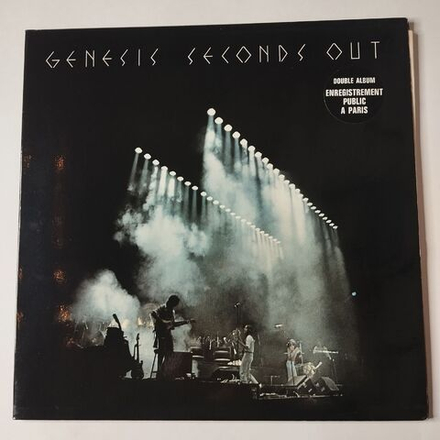 GENESIS SECONDS OUT
DOUBLE ALBUM
ENREGISTREMENT
PUBLIC
A PARIS